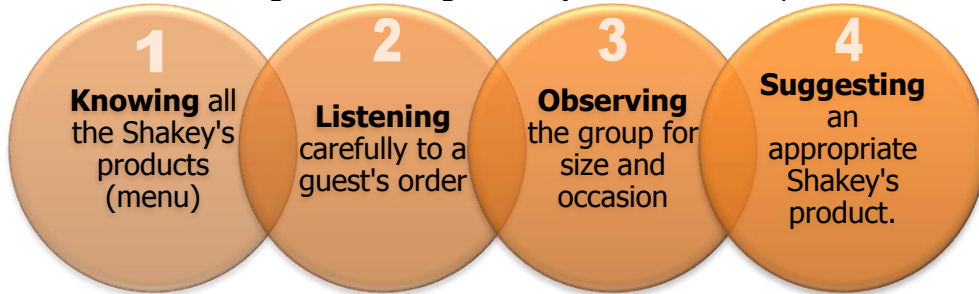 1
Knowing all
the Shakey's
products
(menu)
2
Listening
carefully to a
guest's order
3
Observing
the group for
size and
occasion
4
Suggesting
an
appropriate
Shakey's
product.